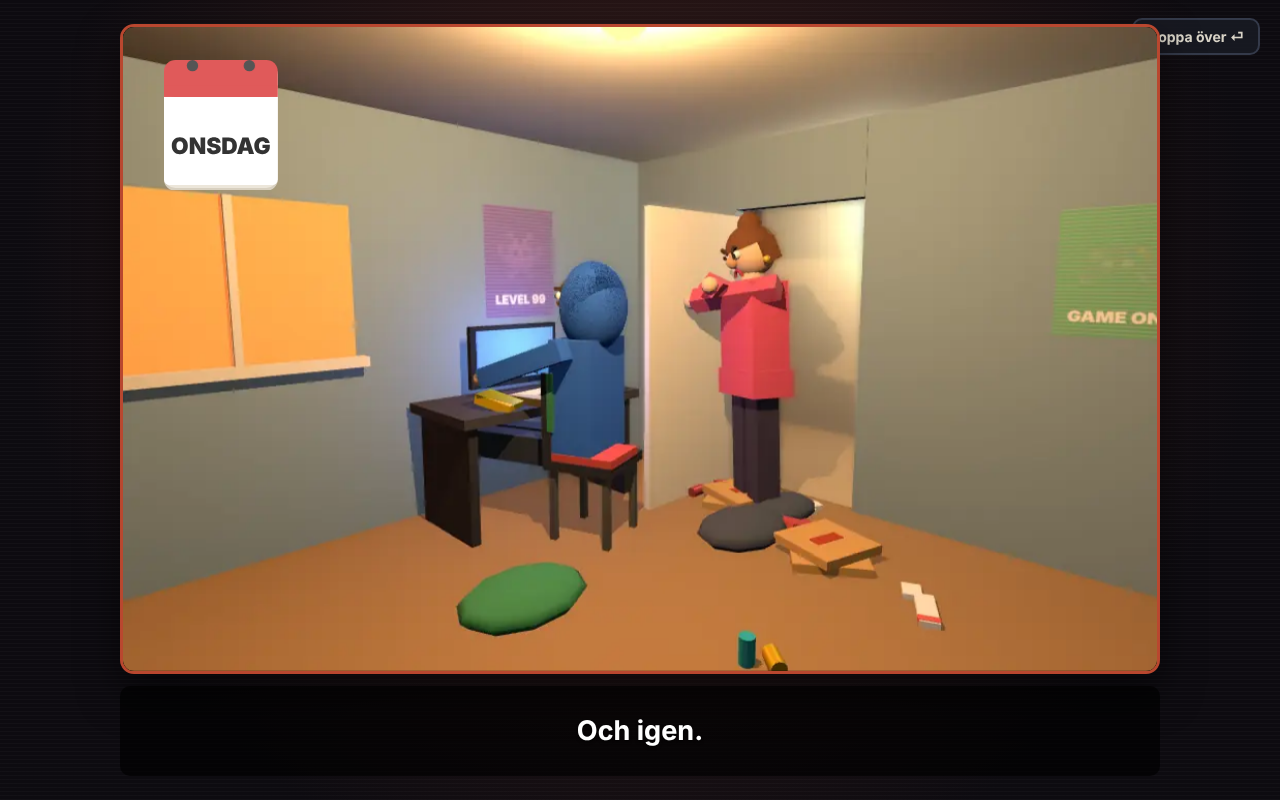 oppa över ⏎
ONSDAG
LEVEL 99
GAME ON
Och igen.